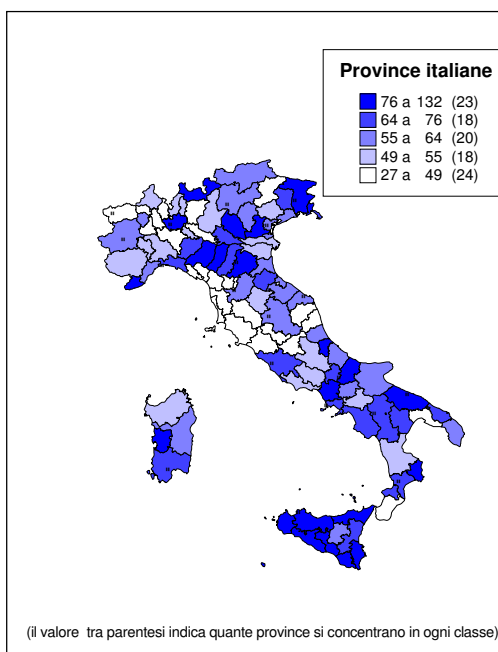 Province italiane
76 a 132 (23)
64 a 76 (18)
55 a 64 (20)
49 a 55 (18)
27 a 49 (24)
(il valore tra parentesi indica quante province si concentrano in ogni classe)